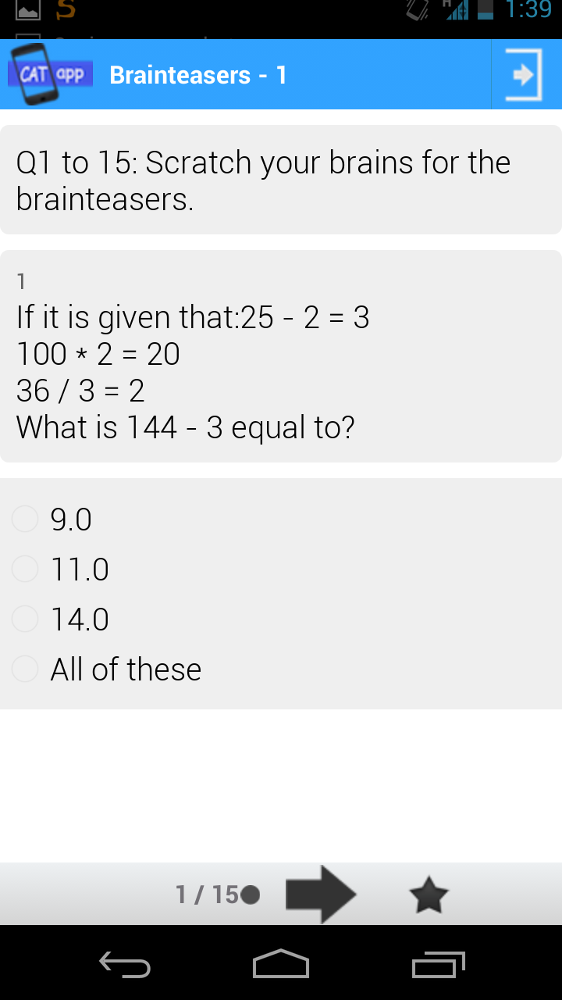 1:39
CAT app
Brainteasers - 1
Q1 to 15: Scratch your brains for the
brainteasers.
1
If it is given that:25 - 2 = 3
100 * 2 = 20
36 / 3 = 2
What is 144 - 3 equal to?
9.0
11.0
14.0
All of these
1 / 15